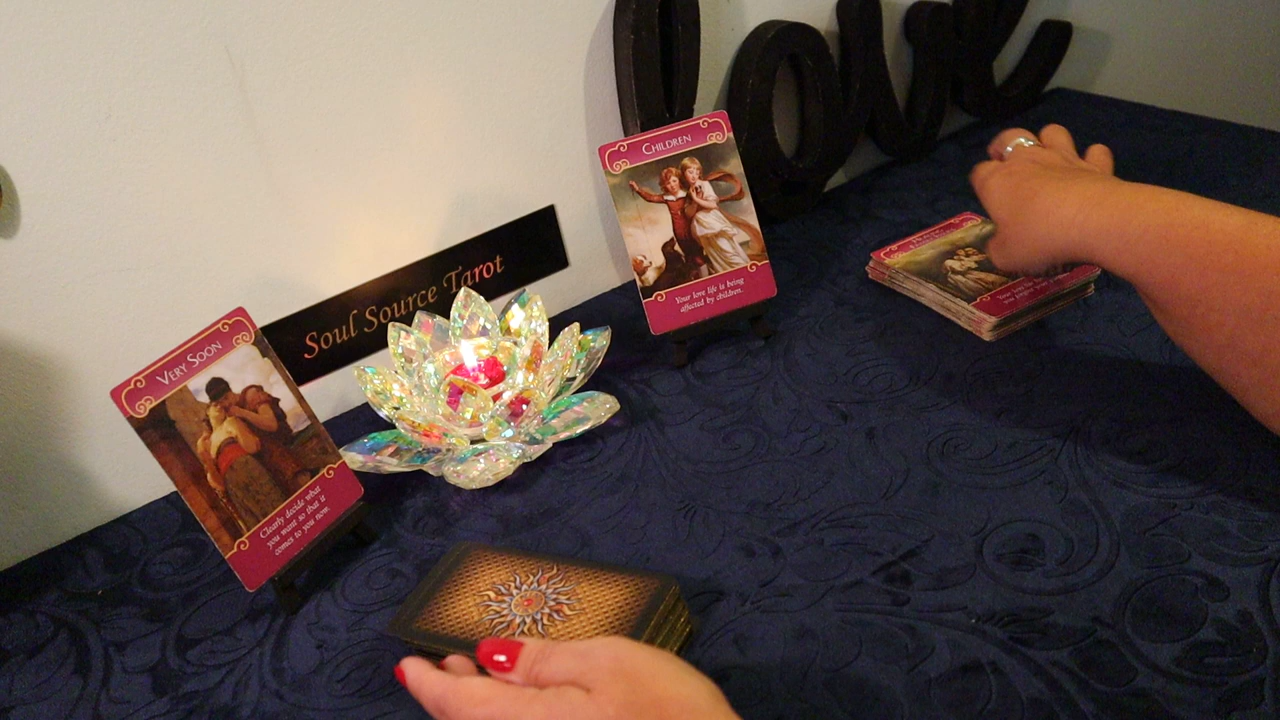 love
CHILDREN
Your love life is being
affected by children.
Soul Source Tarot
VERY SOON
Clearly decide what
you want so that it
comes to you now.